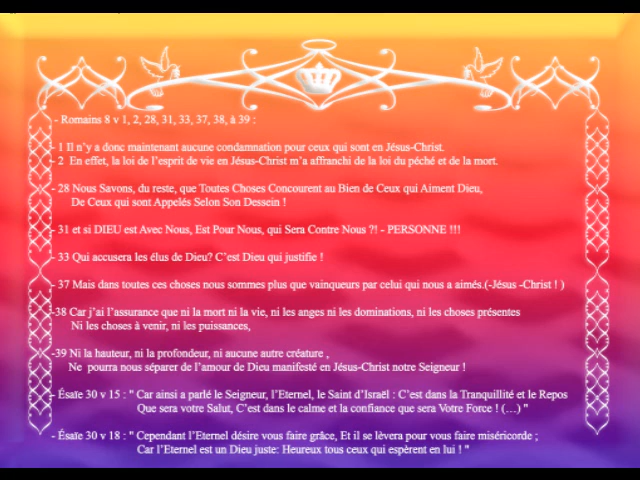 - Romains 8 v 1, 2, 28, 31, 33, 37, 38, à 39 :
- 1 Il n’y a donc maintenant aucune condamnation pour ceux qui sont en Jésus-Christ.
- 2 En effet, la loi de l’esprit de vie en Jésus-Christ m’a affranchi de la loi du péché et de la mort.
- 28 Nous Savons, du reste, que Toutes Choses Concourent au Bien de Ceux qui Aiment Dieu,
De Ceux qui sont Appelés Selon Son Dessein !
- 31 et si DIEU est Avec Nous, Est Pour Nous, qui Sera Contre Nous ?! - PERSONNE !!!
- 33 Qui accusera les élus de Dieu? C’est Dieu qui justifie !
- 37 Mais dans toutes ces choses nous sommes plus que vainqueurs par celui qui nous a aimés.(-Jésus -Christ ! )
-38 Car j’ai l’assurance que ni la mort ni la vie, ni les anges ni les dominations, ni les choses présentes
Ni les choses à venir, ni les puissances,
-39 Ni la hauteur, ni la profondeur, ni aucune autre créature ,
Ne pourra nous séparer de l’amour de Dieu manifesté en Jésus-Christ notre Seigneur !
- Ésaïe 30 v 15 : " Car ainsi a parlé le Seigneur, l’Eternel, le Saint d’Israël : C’est dans la Tranquillité et le Repos
Que sera votre Salut, C’est dans le calme et la confiance que sera Votre Force ! (…) "
- Ésaïe 30 v 18 : " Cependant l’Eternel désire vous faire grâce, Et il se lèvera pour vous faire miséricorde ;
Car l’Eternel est un Dieu juste: Heureux tous ceux qui espèrent en lui ! "